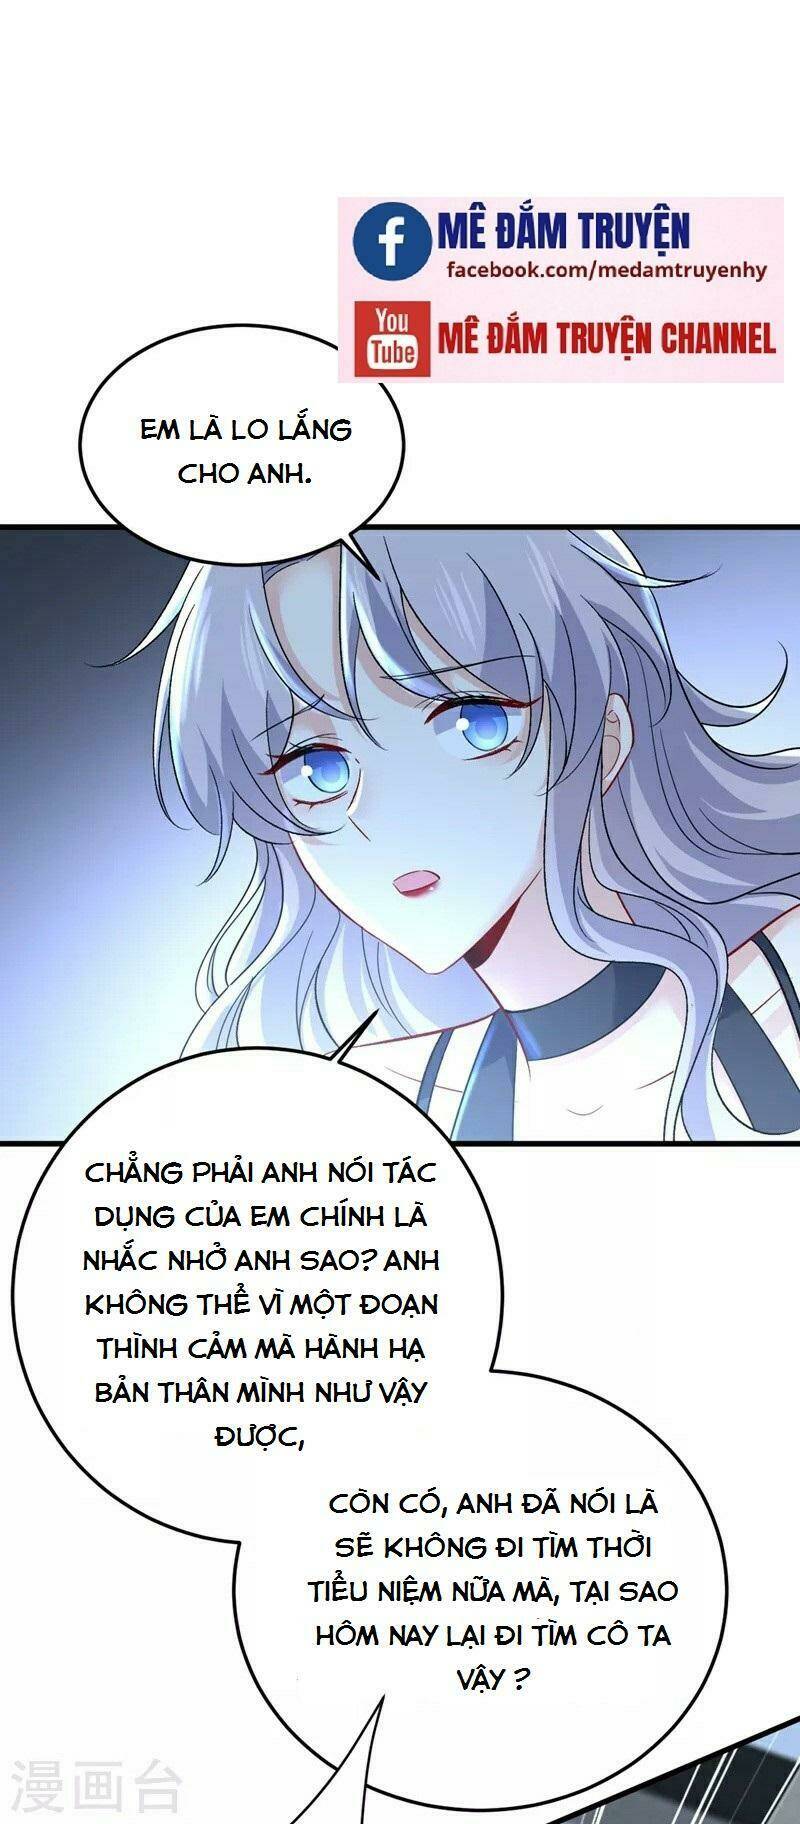 MÊ ĐẮM TRUYỆN
facebook.com/medamtruyenhy
You
Tube
MÊ ĐẮM TRUYỆN CHANNEL
EM LÀ LO LẮNG
CHO ANH.
CHẲNG PHẢI ANH NÓI TÁC
DỤNG CỦA EM CHÍNH LÀ
NHẮC NHỞ ANH SAO? ANH
KHÔNG THỂ VÌ MỘT ĐOẠN
THÌNH CẢM MÀ HÀNH HẠ
BẢN THÂN MÌNH NHƯ VẬY
ĐƯỢC,
CÒN CÓ, ANH ĐÃ NÓI LÀ
SẼ KHÔNG ĐI TÌM THỜI
TIỂU NIỆM NỮA MÀ, TẠI SAO
HÔM NAY LẠI ĐI TÌM CÔ TA
VẬY ?
漫画台